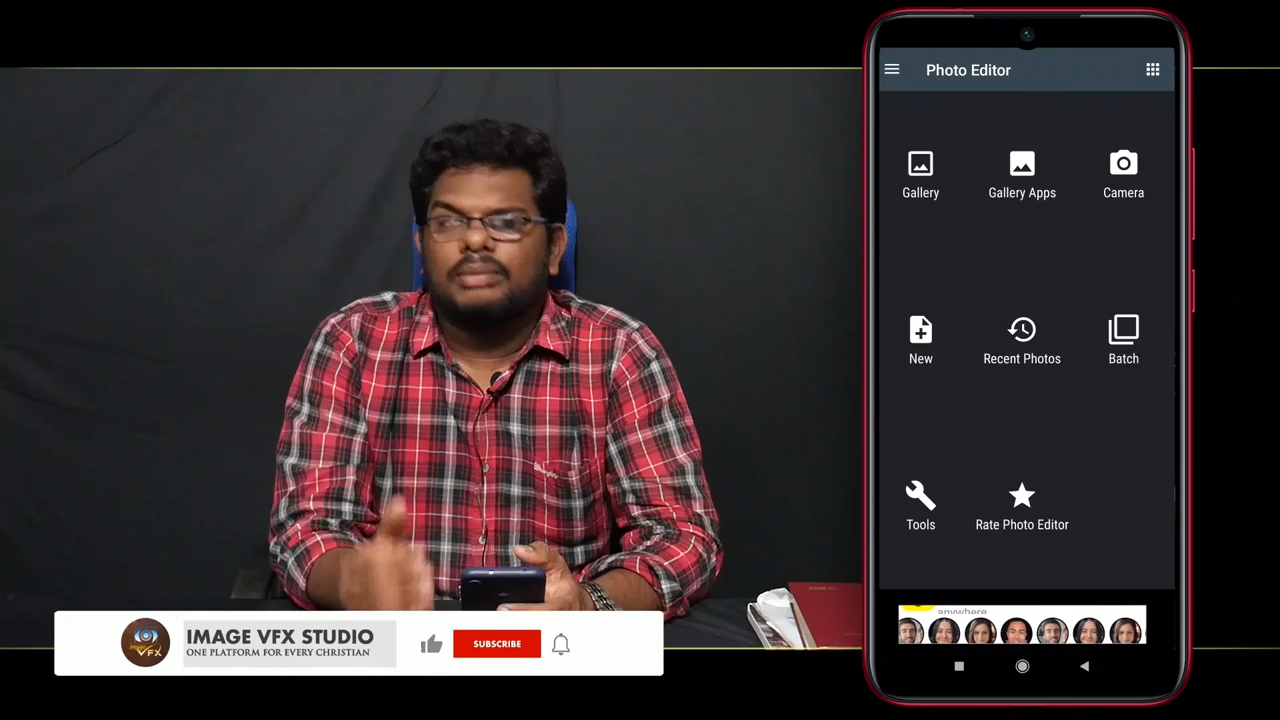 Photo Editor
Gallery
Gallery Apps
Camera
New
Recent Photos
Batch
Tools
Rate Photo Editor
anywhere
IMAGE VFX STUDIO
ONE PLATFORM FOR EVERY CHRISTIAN
VFX
SUBSCRIBE